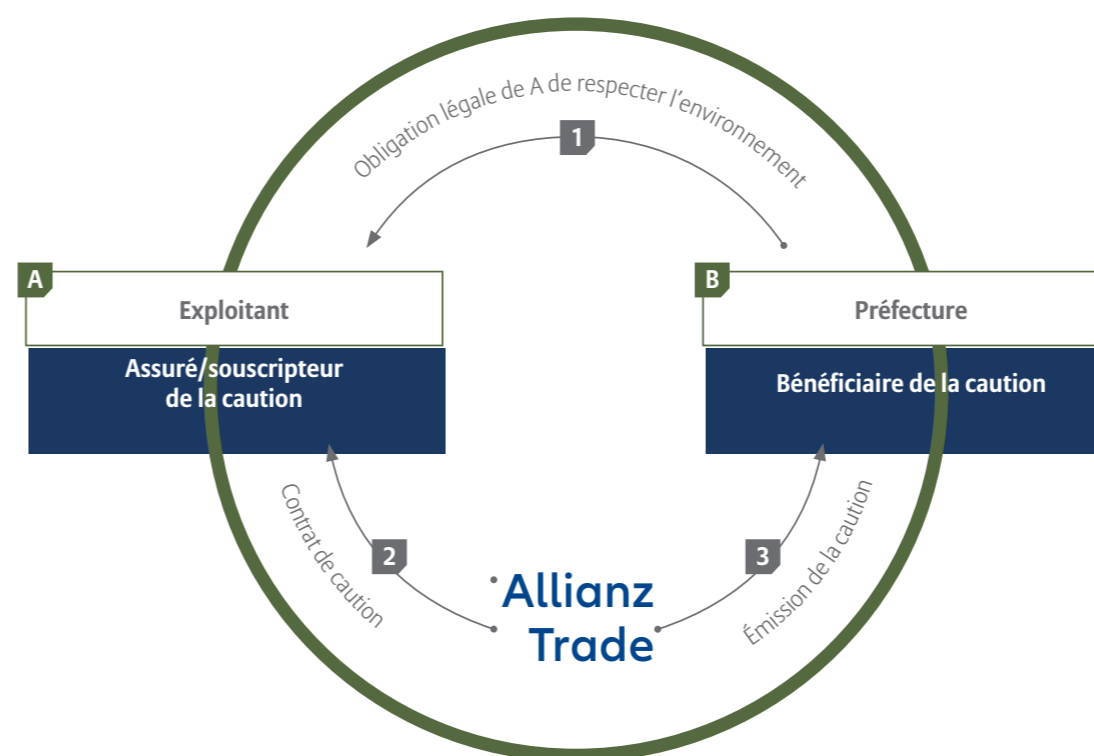 Obligation légale de A de respecter l’environnement
1
A
Exploitant
Assuré/souscripteur
de la caution
B
Préfecture
Bénéficiaire de la caution
Contrat de caution
2
Allianz
Trade
3
Émission de la caution